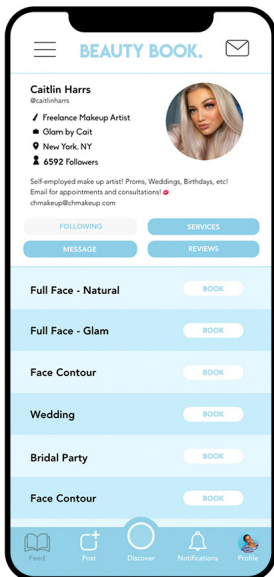 BEAUTY BOOK.
Caitlin Harrs
@caitlinharrs
Freelance Makeup Artist
Glam by Cait
New York, NY
6592 Followers
Self-employed make up artist! Proms, Weddings, Birthdays, etc!
Email for appointments and consultations!
chmakeup@chmakeup.com
FOLLOWING
SERVICES
MESSAGE
REVIEWS
Full Face - Natural
BOOK
Full Face - Glam
BOOK
Face Contour
BOOK
Wedding
BOOK
Bridal Party
BOOK
Face Contour
BOOK
Feed
Post
Discover
Notifications
Profile